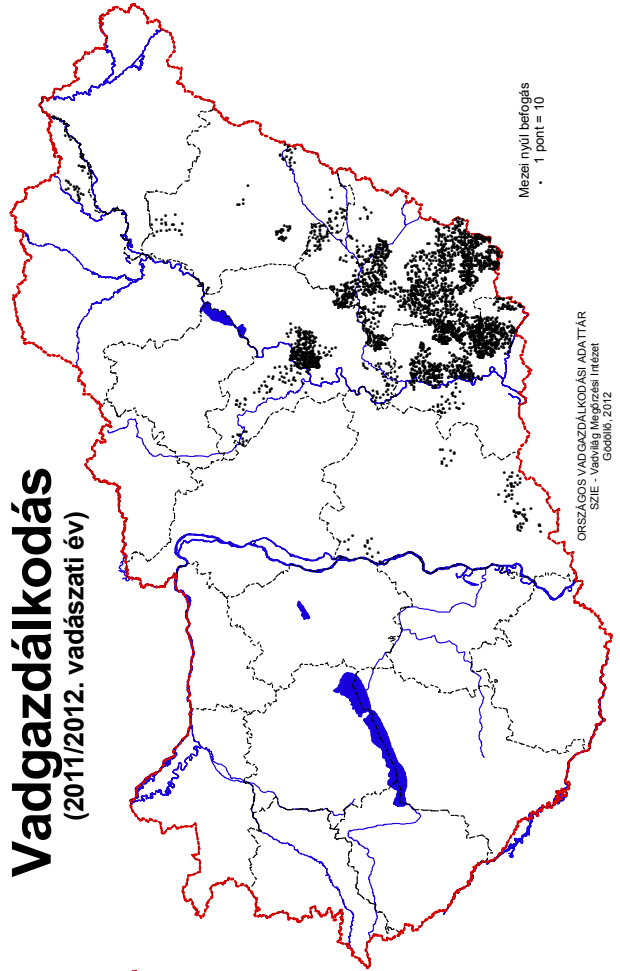 Vadgazdálkodás
(2011/2012. vadászati év)
Mezei nyúl befogás
1 pont = 10
ORSZÁGOS VADGAZDÁLKODÁSI ADATTÁR
SZIE - Vadvilág Megőrzési Intézet
Gödöllő, 2012